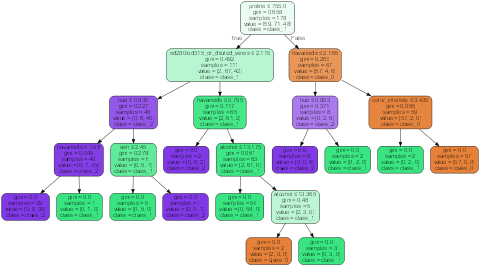 proline ≤ 755.0
gini = 0.658
samples = 178
value = [59, 71, 48]
class = class_1
True
False
od280/od315_of_diluted_wines ≤ 2.115
gini = 0.492
samples = 111
value = [2, 67, 42]
class = class_1
flavanoids ≤ 2.165
gini = 0.265
samples = 67
value = [57, 4, 6]
class = class_0
hue ≤ 0.935
gini = 0.227
samples = 46
value = [0, 6, 40]
class = class_2
flavanoids ≤ 0.795
gini = 0.117
samples = 65
value = [2, 61, 2]
class = class_1
hue ≤ 0.803
gini = 0.375
samples = 8
value = [0, 2, 6]
class = class_2
color_intensity ≤ 3.435
gini = 0.065
samples = 59
value = [57, 2, 0]
class = class_0
gini = 0.049
samples = 40
value = [0, 1, 39]
class = class_2
ash ≤ 2.45
gini = 0.278
samples = 6
value = [0, 5, 1]
class = class_1
gini = 0.0
samples = 2
value = [0, 0, 2]
class = class_2
alcohol ≤ 13.175
gini = 0.061
samples = 63
value = [2, 61, 0]
class = class_1
gini = 0.0
samples = 6
value = [0, 0, 6]
class = class_2
gini = 0.0
samples = 2
value = [0, 2, 0]
class = class_1
gini = 0.0
samples = 2
value = [0, 2, 0]
class = class_1
gini = 0.0
samples = 57
value = [57, 0, 0]
class = class_0
gini = 0.0
samples = 39
value = [0, 0, 39]
class = class_2
gini = 0.0
samples = 1
value = [0, 1, 0]
class = class_1
gini = 0.0
samples = 5
value = [0, 5, 0]
class = class_1
gini = 0.0
samples = 1
value = [0, 0, 1]
class = class_2
gini = 0.0
samples = 58
value = [0, 58, 0]
class = class_1
alcohol ≤ 13.365
gini = 0.48
samples = 5
value = [2, 3, 0]
class = class_1
gini = 0.0
samples = 2
value = [2, 0, 0]
class = class_0
gini = 0.0
samples = 3
value = [0, 3, 0]
class = class_1